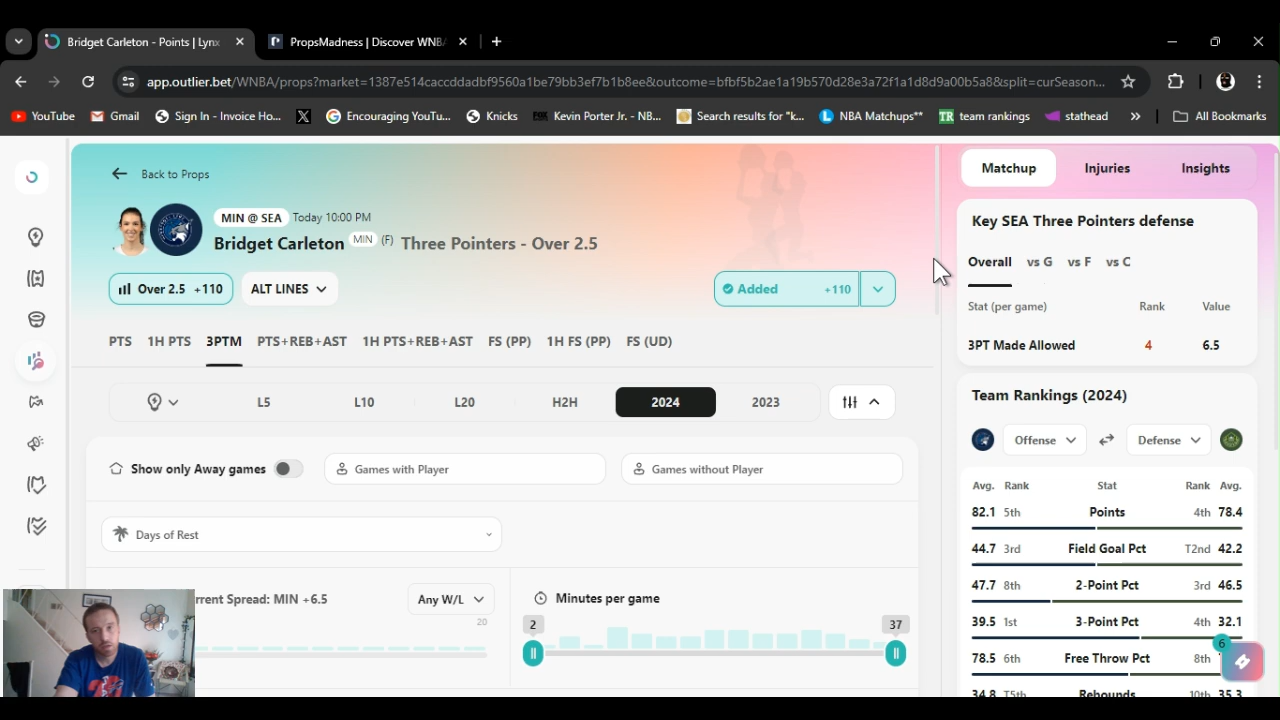 Bridget Carleton - Points | Lynx
PropsMadness | Discover WNBA
app.outlier.bet/WNBA/props?market=1387e514caccddadbf9560a1be79bb3ef7b1b8ee&outcome=bfbf5b2ae1a19b570d28e3a72f1a1d8d9a00b5a8&split=curSeason...
YouTube
Gmail
Sign In - Invoice Ho...
Encouraging YouTu...
Knicks
Kevin Porter Jr. - NB...
Search results for "k...
NBA Matchups**
TR team rankings
stathead
All Bookmarks
Back to Props
MIN @ SEA Today 10:00 PM
Bridget Carleton MIN (F) Three Pointers - Over 2.5
Over 2.5 +110
ALT LINES
Added +110
PTS 1H PTS 3PTM PTS+REB+AST 1H PTS+REB+AST FS (PP) 1H FS (PP) FS (UD)
L5 L10 L20 H2H 2024 2023
Show only Away games
Games with Player
Games without Player
Days of Rest
rrent Spread: MIN +6.5
Any W/L
20
Minutes per game
2
37
Matchup Injuries Insights
Key SEA Three Pointers defense
Overall vs G vs F vs C
Stat (per game) Rank Value
3PT Made Allowed 4 6.5
Team Rankings (2024)
Offense Defense
Avg. Rank Stat Rank Avg.
82.1 5th Points 4th 78.4
44.7 3rd Field Goal Pct T2nd 42.2
47.7 8th 2-Point Pct 3rd 46.5
39.5 1st 3-Point Pct 4th 32.1
6
78.5 6th Free Throw Pct 8th
34.8 T5th Rebounds 10th 35.3